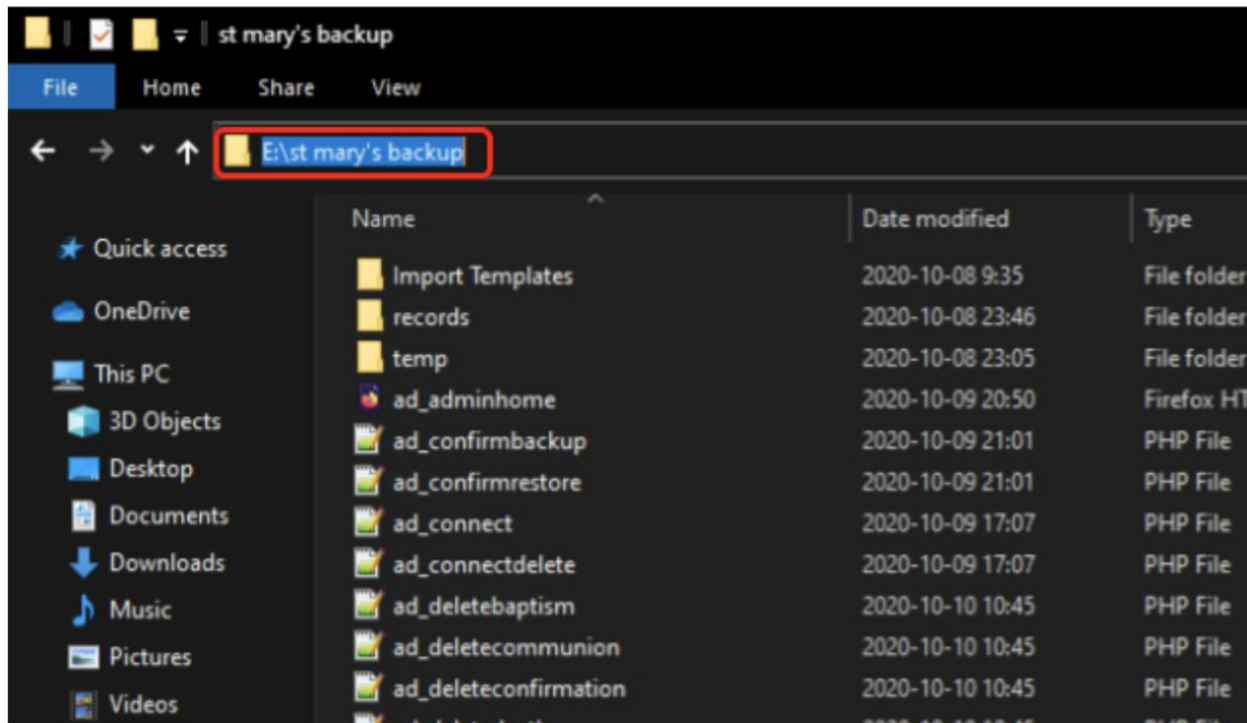 st mary's backup
File Home Share View
E:\st mary's backup
Name Date modified Type
Quick access
OneDrive
This PC
3D Objects
Desktop
Documents
Downloads
Music
Pictures
Videos
Import Templates 2020-10-08 9:35 File folder
records 2020-10-08 23:46 File folder
temp 2020-10-08 23:05 File folder
ad_adminhome 2020-10-09 20:50 Firefox HT
ad_confirmbackup 2020-10-09 21:01 PHP File
ad_confirmrestore 2020-10-09 21:01 PHP File
ad_connect 2020-10-09 17:07 PHP File
ad_connectdelete 2020-10-09 17:07 PHP File
ad_deletebaptism 2020-10-10 10:45 PHP File
ad_deletecommunion 2020-10-10 10:45 PHP File
ad_deleteconfirmation 2020-10-10 10:45 PHP File